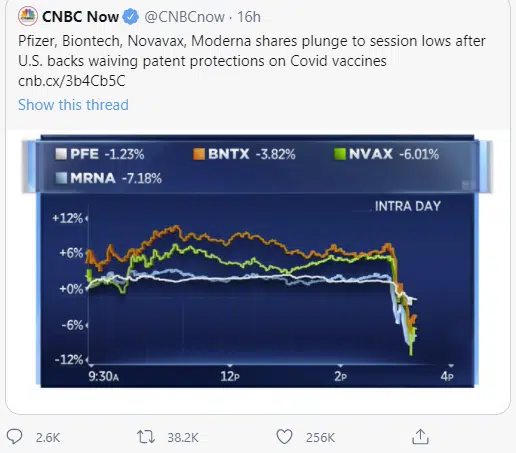 CNBC Now @CNBCnow · 16h
Pfizer, Biontech, Novavax, Moderna shares plunge to session lows after
U.S. backs waiving patent protections on Covid vaccines
cnb.cx/3b4Cb5C
Show this thread
PFE -1.23% BNTX -3.82% NVAX -6.01%
MRNA -7.18%
INTRA DAY
+12%
+6%
+0%
-6%
-12%
9:30A 12P 2P 4P
2.6K 38.2K 256K